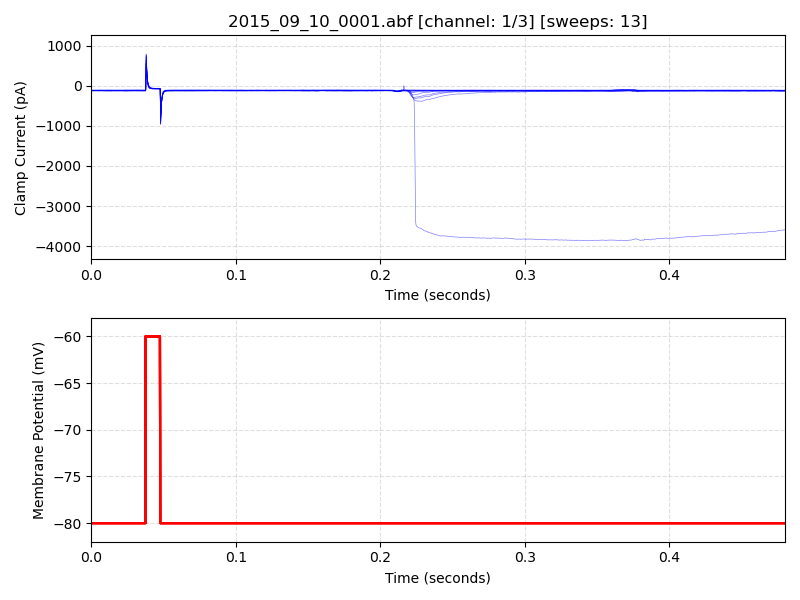 2015_09_10_0001.abf [channel: 1/3] [sweeps: 13]
Clamp Current (pA)
1000
0
−1000
−2000
−3000
−4000
0.0 0.1 0.2 0.3 0.4
Time (seconds)
Membrane Potential (mV)
−60
−65
−70
−75
−80
0.0 0.1 0.2 0.3 0.4
Time (seconds)